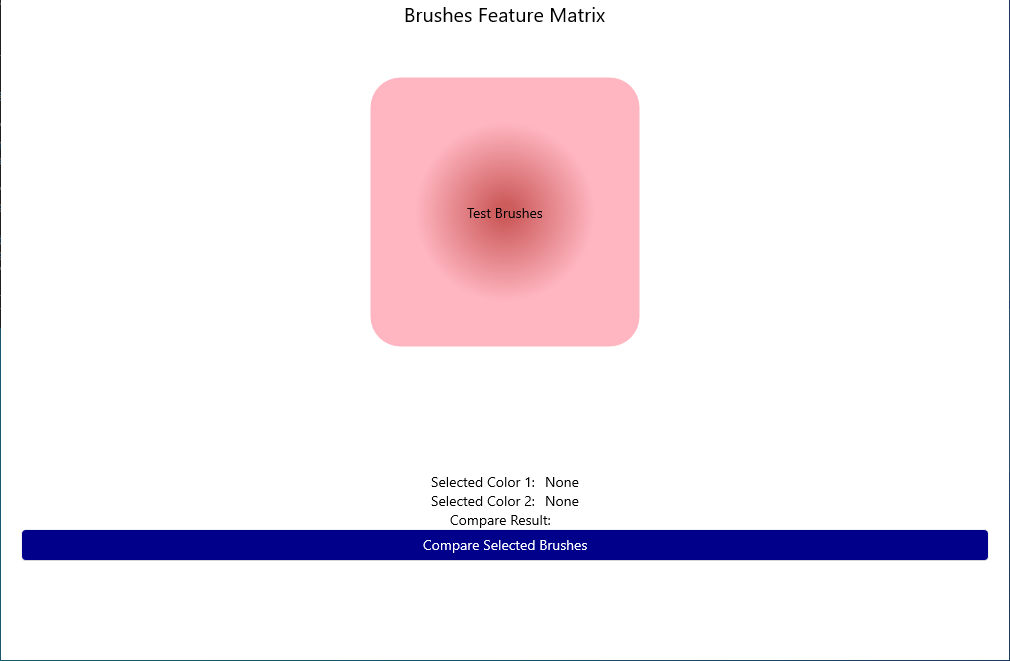 Brushes Feature Matrix
Test Brushes
Selected Color 1: None
Selected Color 2: None
Compare Result:
Compare Selected Brushes